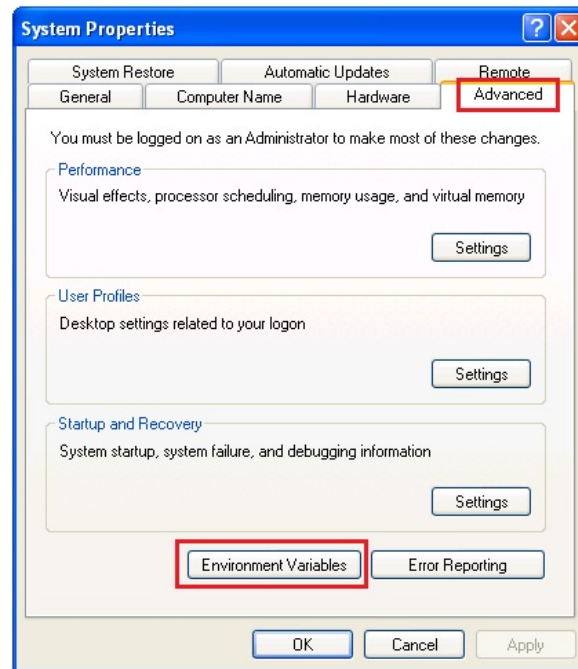 System Properties
System Restore Automatic Updates Remote
General Computer Name Hardware Advanced
You must be logged on as an Administrator to make most of these changes.
Performance
Visual effects, processor scheduling, memory usage, and virtual memory
Settings
User Profiles
Desktop settings related to your logon
Settings
Startup and Recovery
System startup, system failure, and debugging information
Settings
Environment Variables Error Reporting
OK Cancel Apply